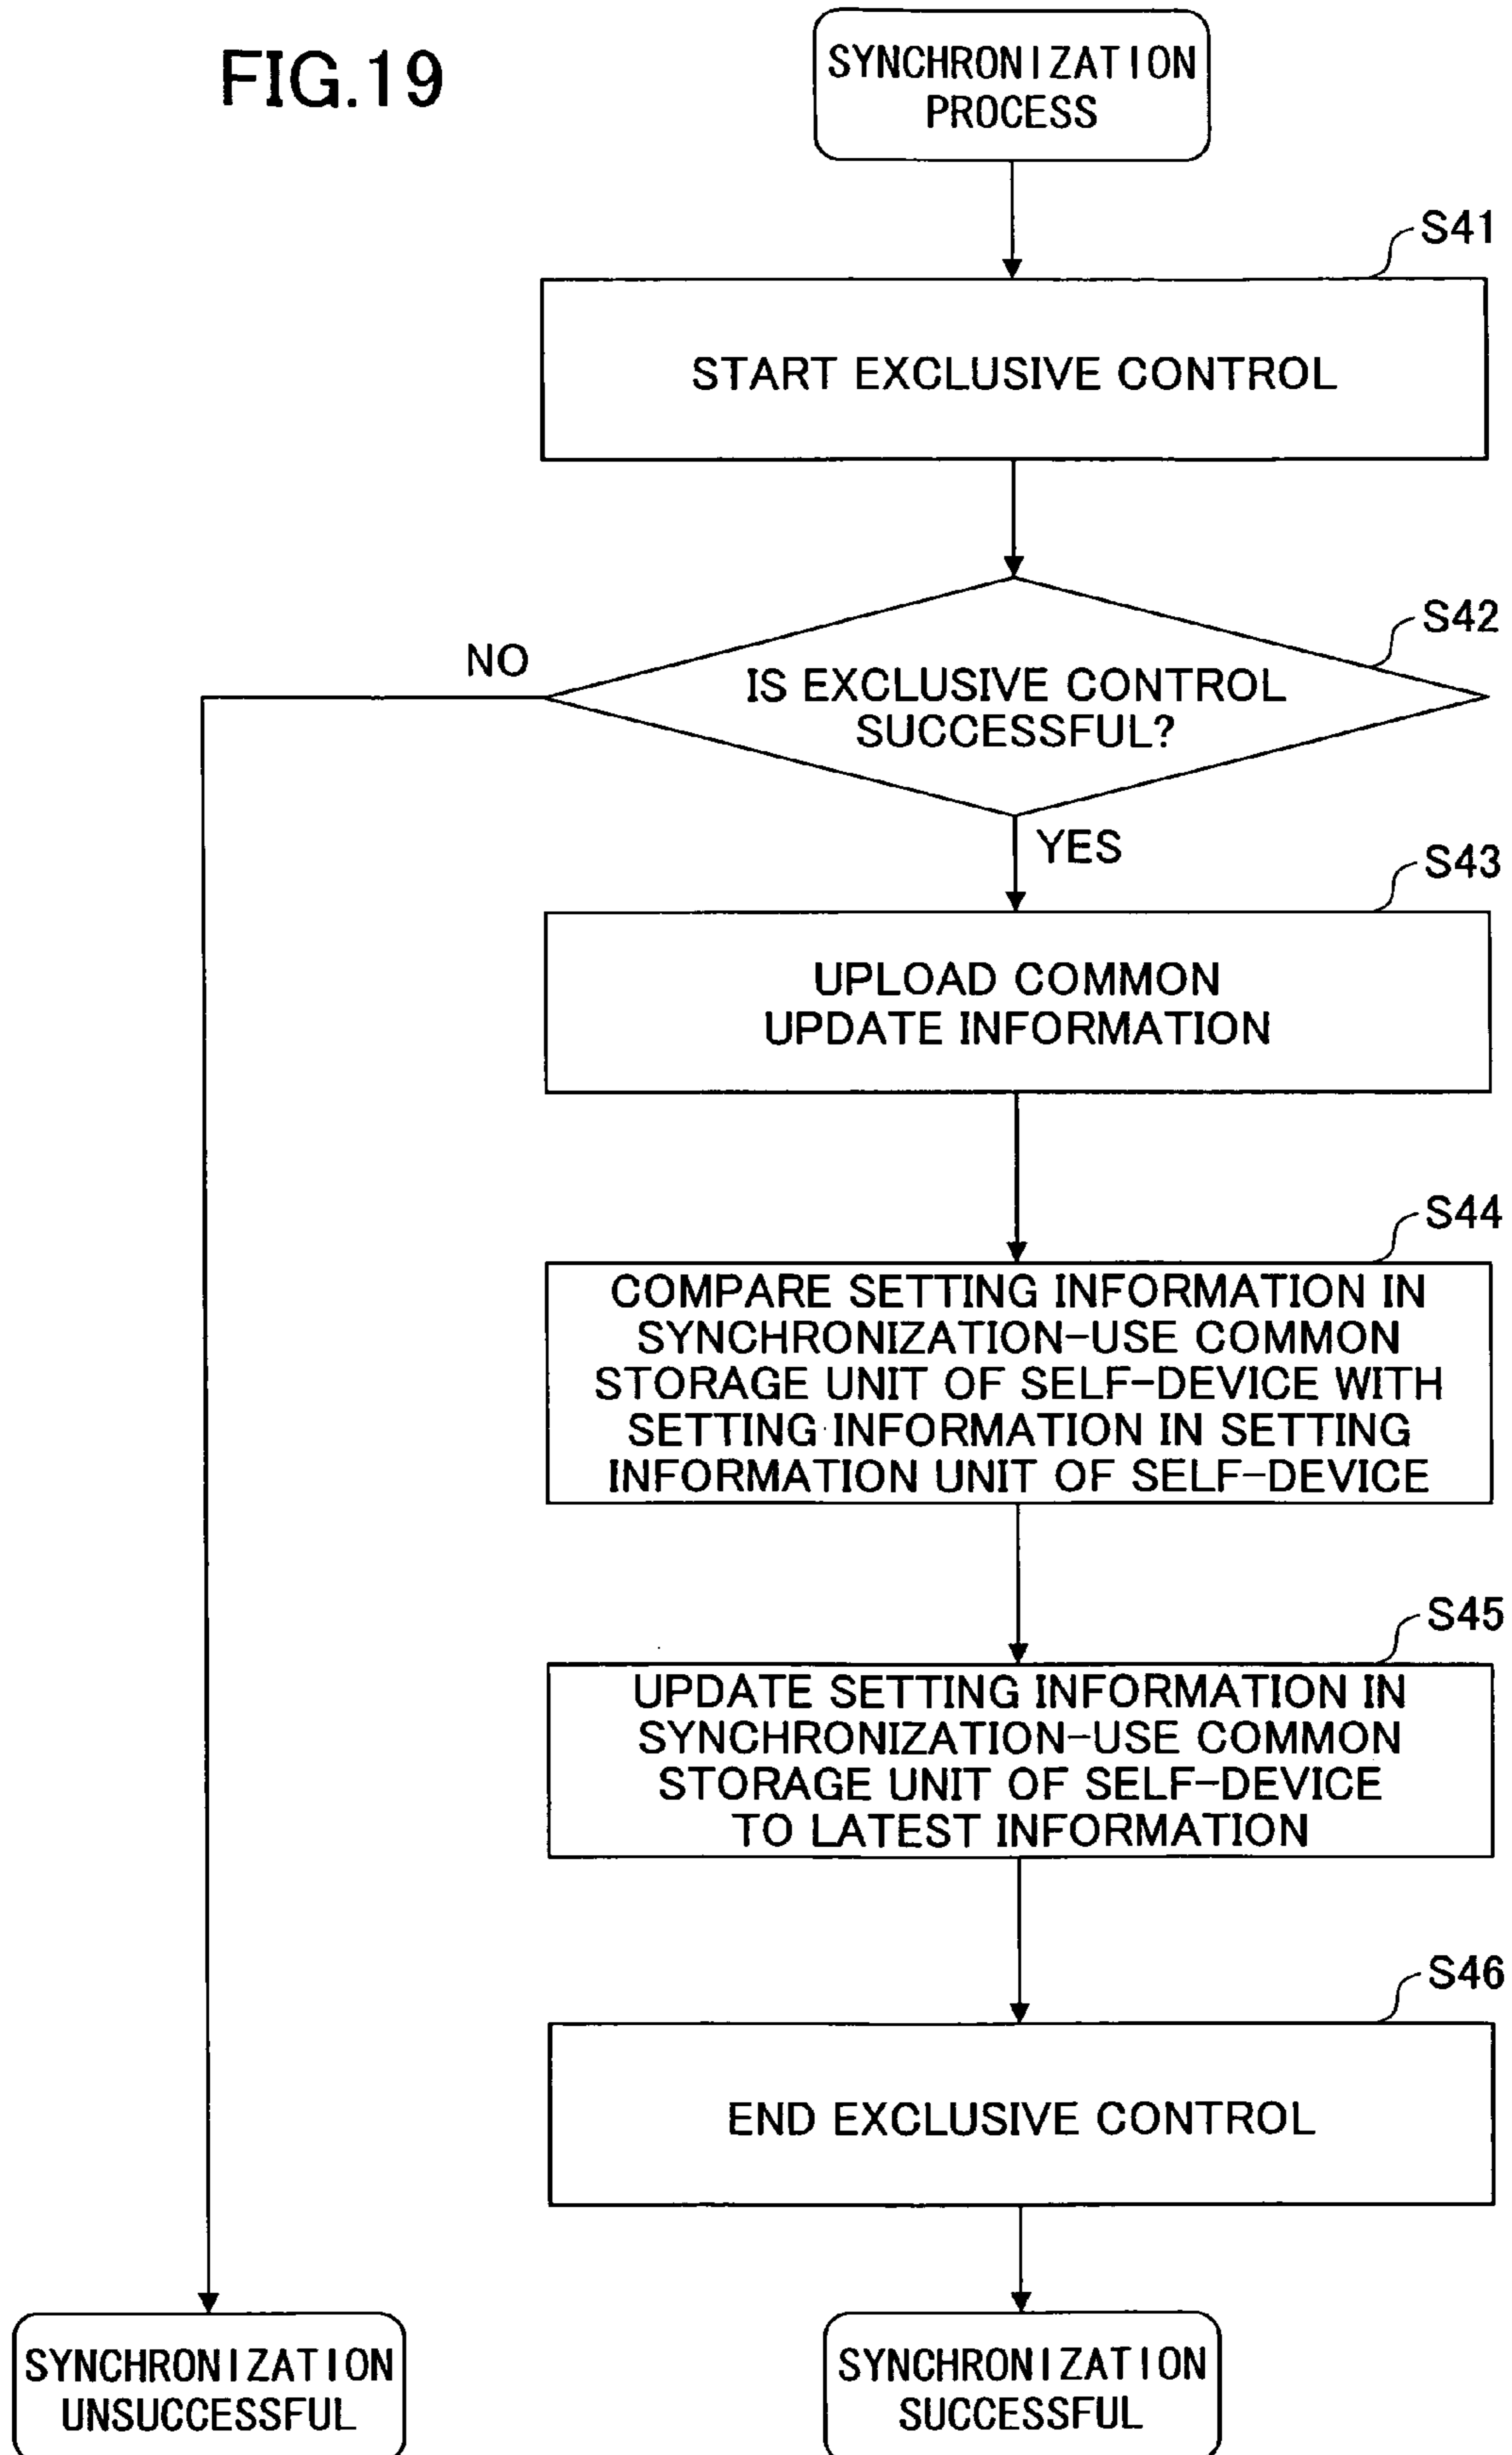 FIG.19
SYNCHRONIZATION
PROCESS
S41
START EXCLUSIVE CONTROL
S42
NO
IS EXCLUSIVE CONTROL
SUCCESSFUL?
YES
S43
UPLOAD COMMON
UPDATE INFORMATION
S44
COMPARE SETTING INFORMATION IN
SYNCHRONIZATION-USE COMMON
STORAGE UNIT OF SELF-DEVICE WITH
SETTING INFORMATION IN SETTING
INFORMATION UNIT OF SELF-DEVICE
S45
UPDATE SETTING INFORMATION IN
SYNCHRONIZATION-USE COMMON
STORAGE UNIT OF SELF-DEVICE
TO LATEST INFORMATION
S46
END EXCLUSIVE CONTROL
SYNCHRONIZATION
UNSUCCESSFUL
SYNCHRONIZATION
SUCCESSFUL